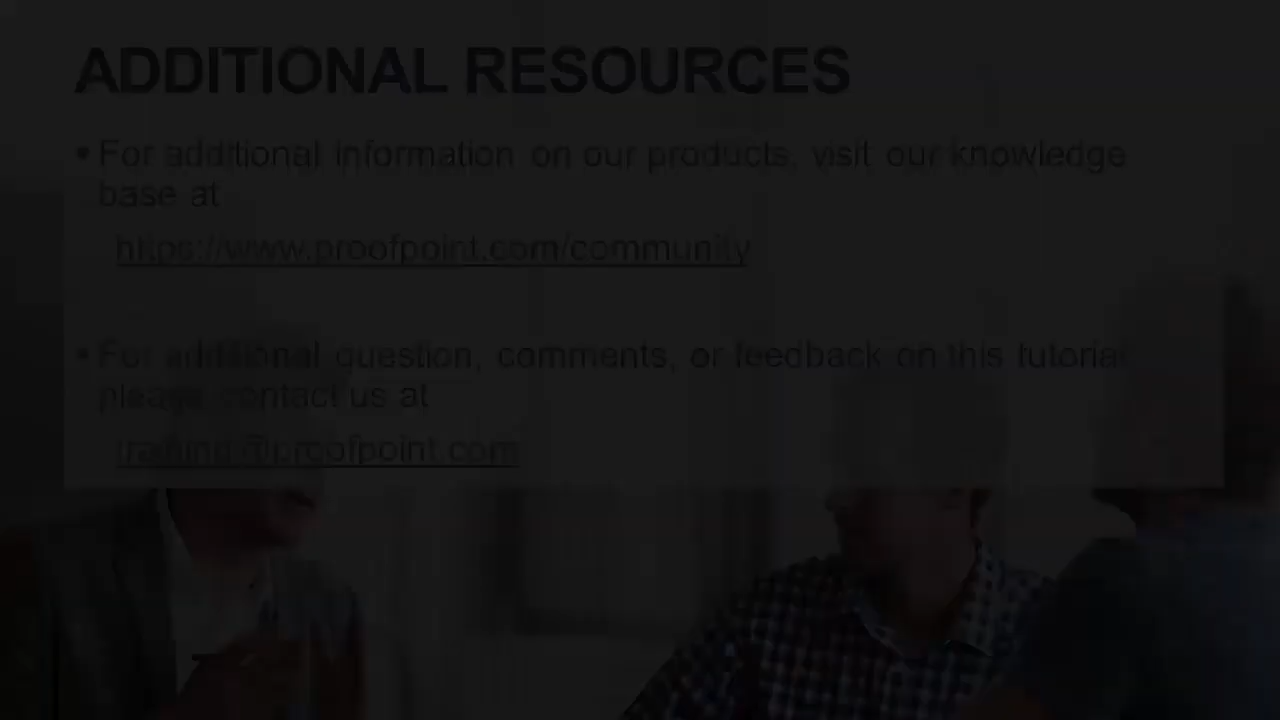 ADDITIONAL RESOURCES
• For additional information on our products, visit our knowledge
base at
https://www.proofpoint.com/community
• For additional question, comments, or feedback on this tutorial
please contact us at
training@proofpoint.com